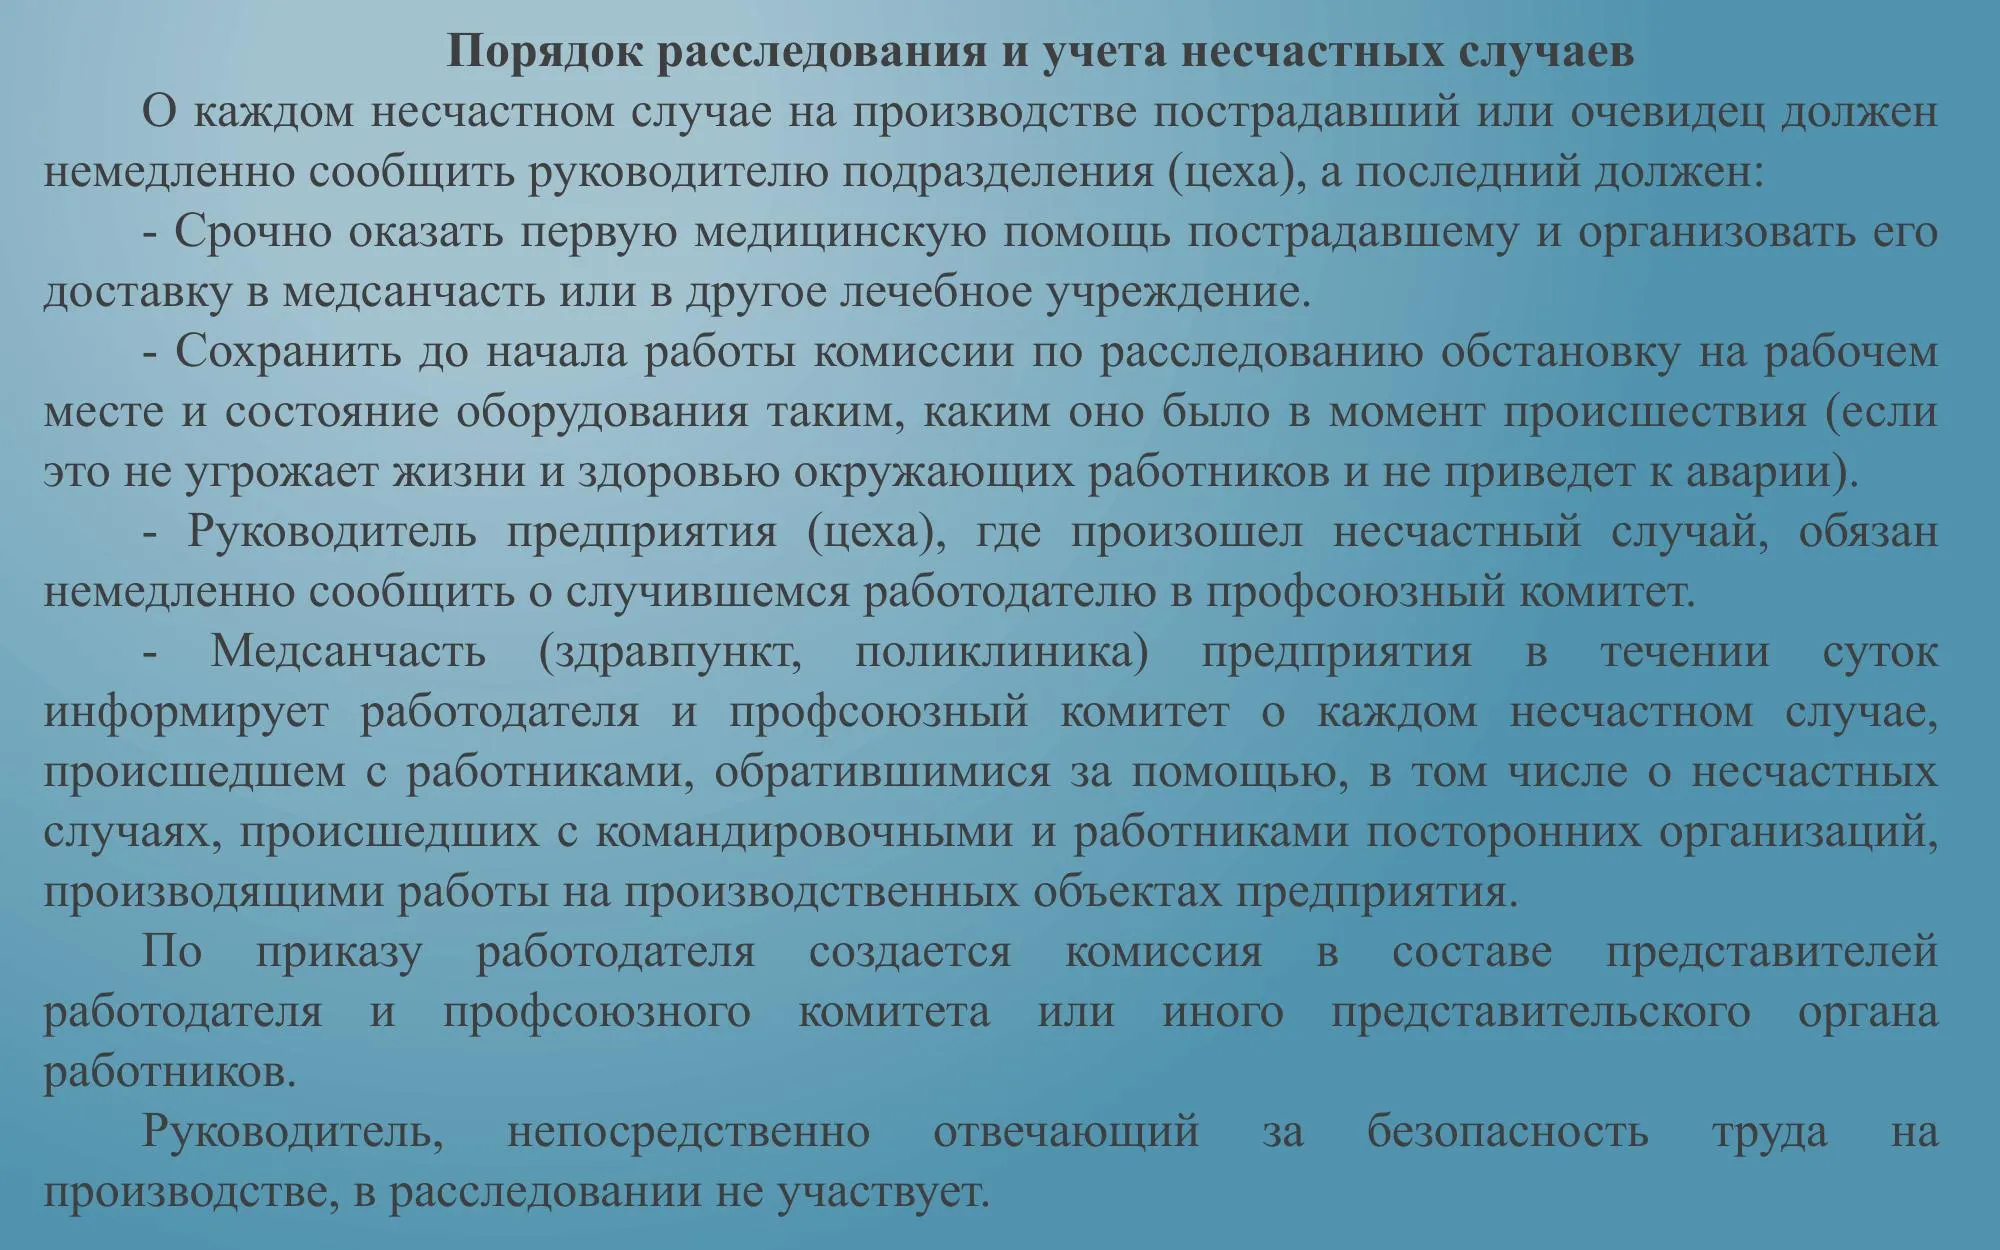 Порядок расследования и учета несчастных случаев
О каждом несчастном случае на производстве пострадавший или очевидец должен
немедленно сообщить руководителю подразделения (цеха), а последний должен:
- Срочно оказать первую медицинскую помощь пострадавшему и организовать его
доставку в медсанчасть или в другое лечебное учреждение.
- Сохранить до начала работы комиссии по расследованию обстановку на рабочем
месте и состояние оборудования таким, каким оно было в момент происшествия (если
это не угрожает жизни и здоровью окружающих работников и не приведет к аварии).
- Руководитель предприятия (цеха), где произошел несчастный случай, обязан
немедленно сообщить о случившемся работодателю в профсоюзный комитет.
- Медсанчасть (здравпункт, поликлиника) предприятия в течении суток
информирует работодателя и профсоюзный комитет о каждом несчастном случае,
происшедшем с работниками, обратившимися за помощью, в том числе о несчастных
случаях, происшедших с командировочными и работниками посторонних организаций,
производящими работы на производственных объектах предприятия.
По приказу работодателя создается комиссия в составе представителей
работодателя и профсоюзного комитета или иного представительского органа
работников.
Руководитель, непосредственно отвечающий за безопасность труда на
производстве, в расследовании не участвует.